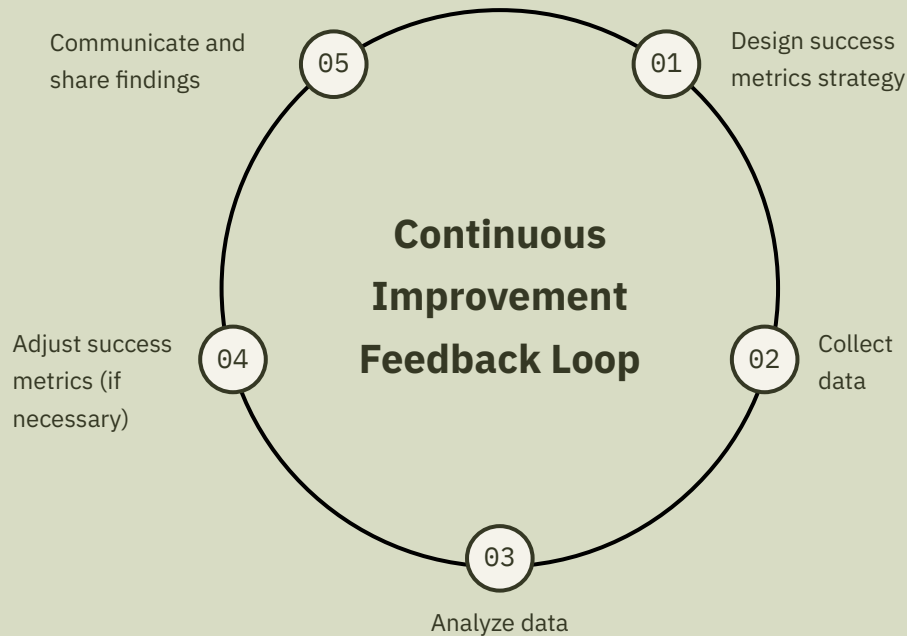 Continuous
Improvement
Feedback Loop
01
Design success
metrics strategy
02
Collect
data
03
Analyze data
04
Adjust success
metrics (if
necessary)
05
Communicate and
share findings